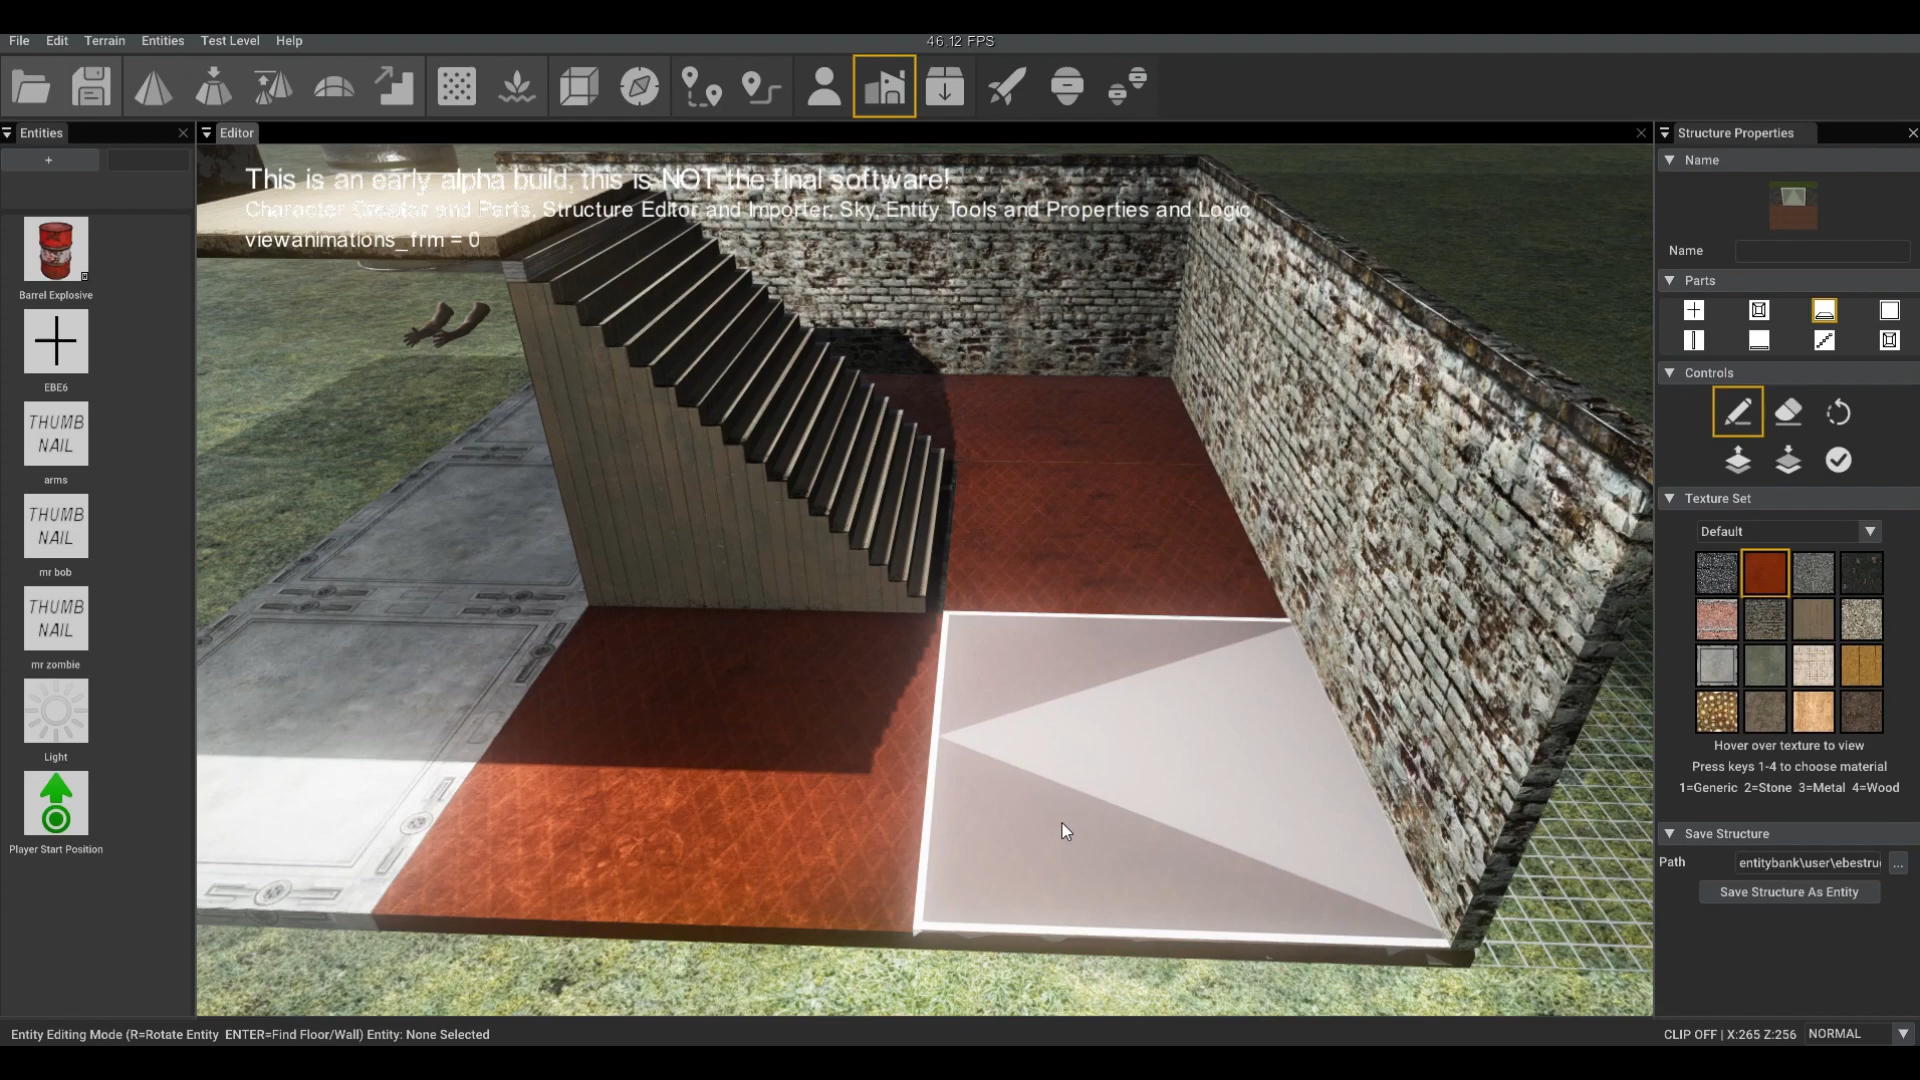 File Edit Terrain Entities Test Level Help
46.12 FPS
Entities
Editor
Structure Properties
+
This is an early alpha build, this is NOT the final software!
Character Creator and Parts, Structure Editor and Importer, Sky, Entity Tools and Properties and Logic
viewanimations_frm = 0
Barrel Explosive
EBE6
THUMB
NAIL
arms
THUMB
NAIL
mr bob
THUMB
NAIL
mr zombie
Light
Player Start Position
Name
Name
Parts
Controls
Texture Set
Default
Hover over texture to view
Press keys 1-4 to choose material
1=Generic 2=Stone 3=Metal 4=Wood
Save Structure
Path entitybank\user\ebestru ...
Save Structure As Entity
Entity Editing Mode (R=Rotate Entity ENTER=Find Floor/Wall) Entity: None Selected
CLIP OFF | X:265 Z:256 NORMAL